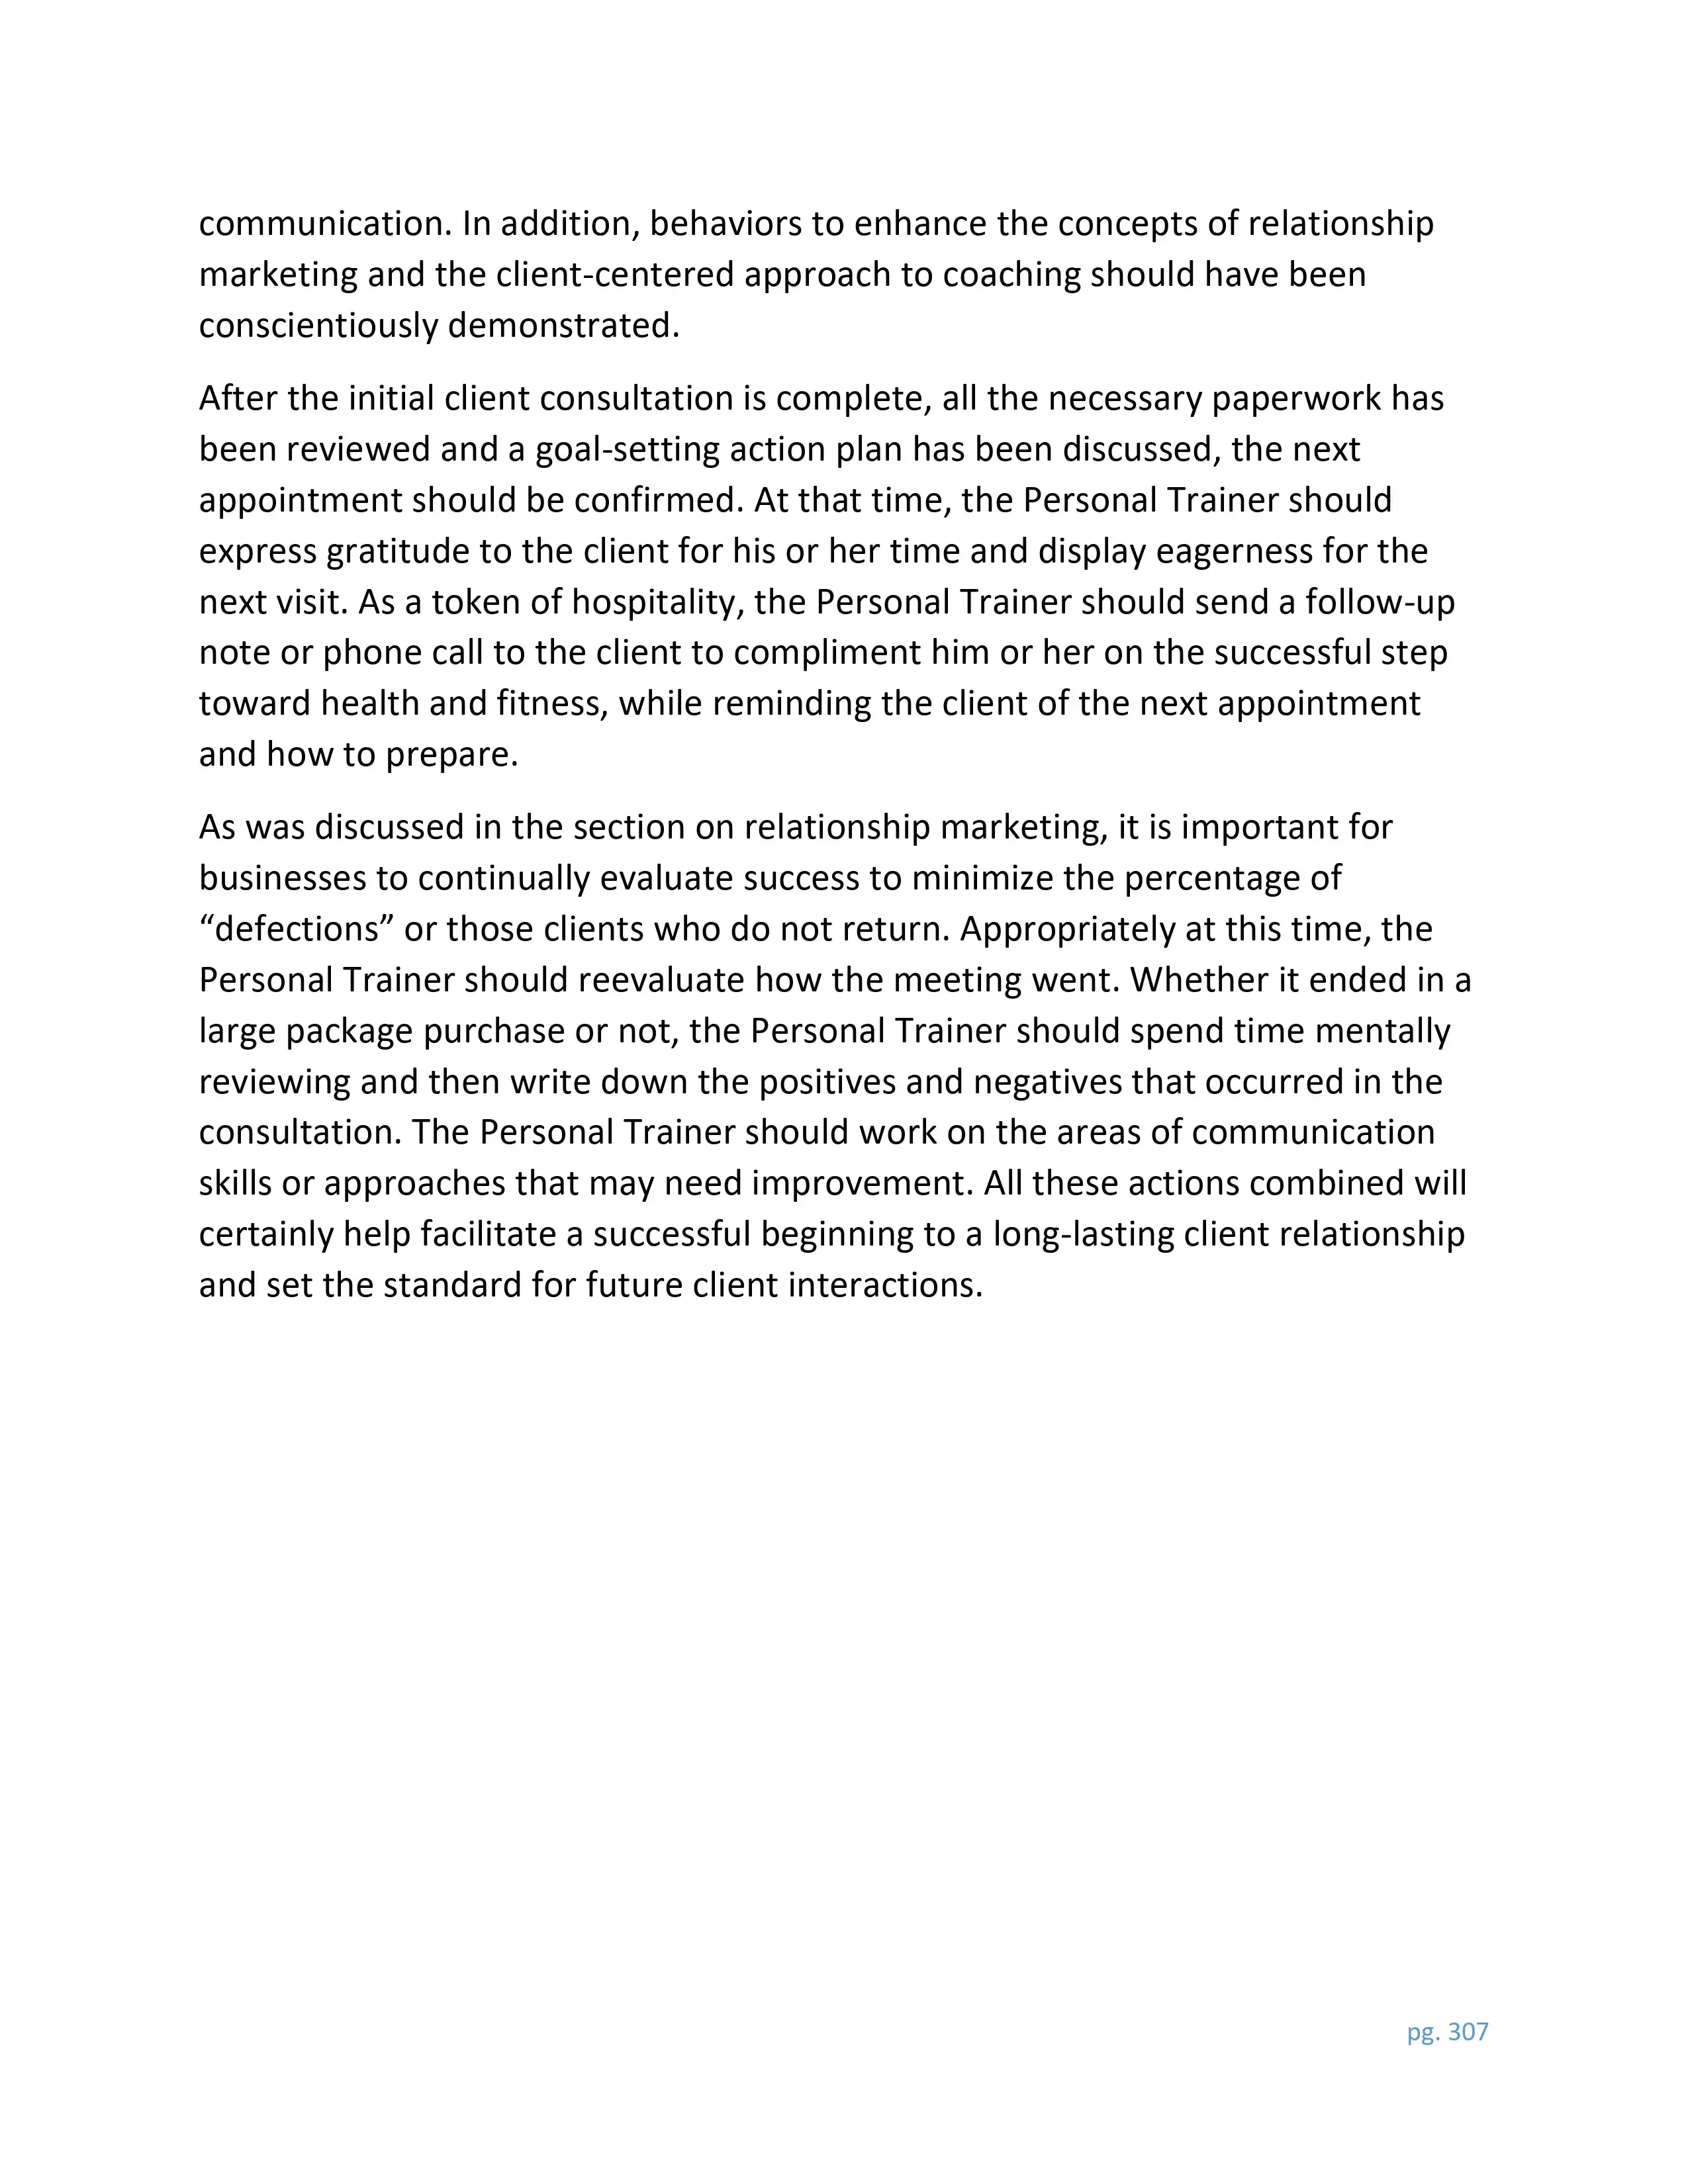 communication. In addition, behaviors to enhance the concepts of relationship
marketing and the client-centered approach to coaching should have been
conscientiously demonstrated.
After the initial client consultation is complete, all the necessary paperwork has
been reviewed and a goal-setting action plan has been discussed, the next
appointment should be confirmed. At that time, the Personal Trainer should
express gratitude to the client for his or her time and display eagerness for the
next visit. As a token of hospitality, the Personal Trainer should send a follow-up
note or phone call to the client to compliment him or her on the successful step
toward health and fitness, while reminding the client of the next appointment
and how to prepare.
As was discussed in the section on relationship marketing, it is important for
businesses to continually evaluate success to minimize the percentage of
“defections” or those clients who do not return. Appropriately at this time, the
Personal Trainer should reevaluate how the meeting went. Whether it ended in a
large package purchase or not, the Personal Trainer should spend time mentally
reviewing and then write down the positives and negatives that occurred in the
consultation. The Personal Trainer should work on the areas of communication
skills or approaches that may need improvement. All these actions combined will
certainly help facilitate a successful beginning to a long-lasting client relationship
and set the standard for future client interactions.
pg. 307